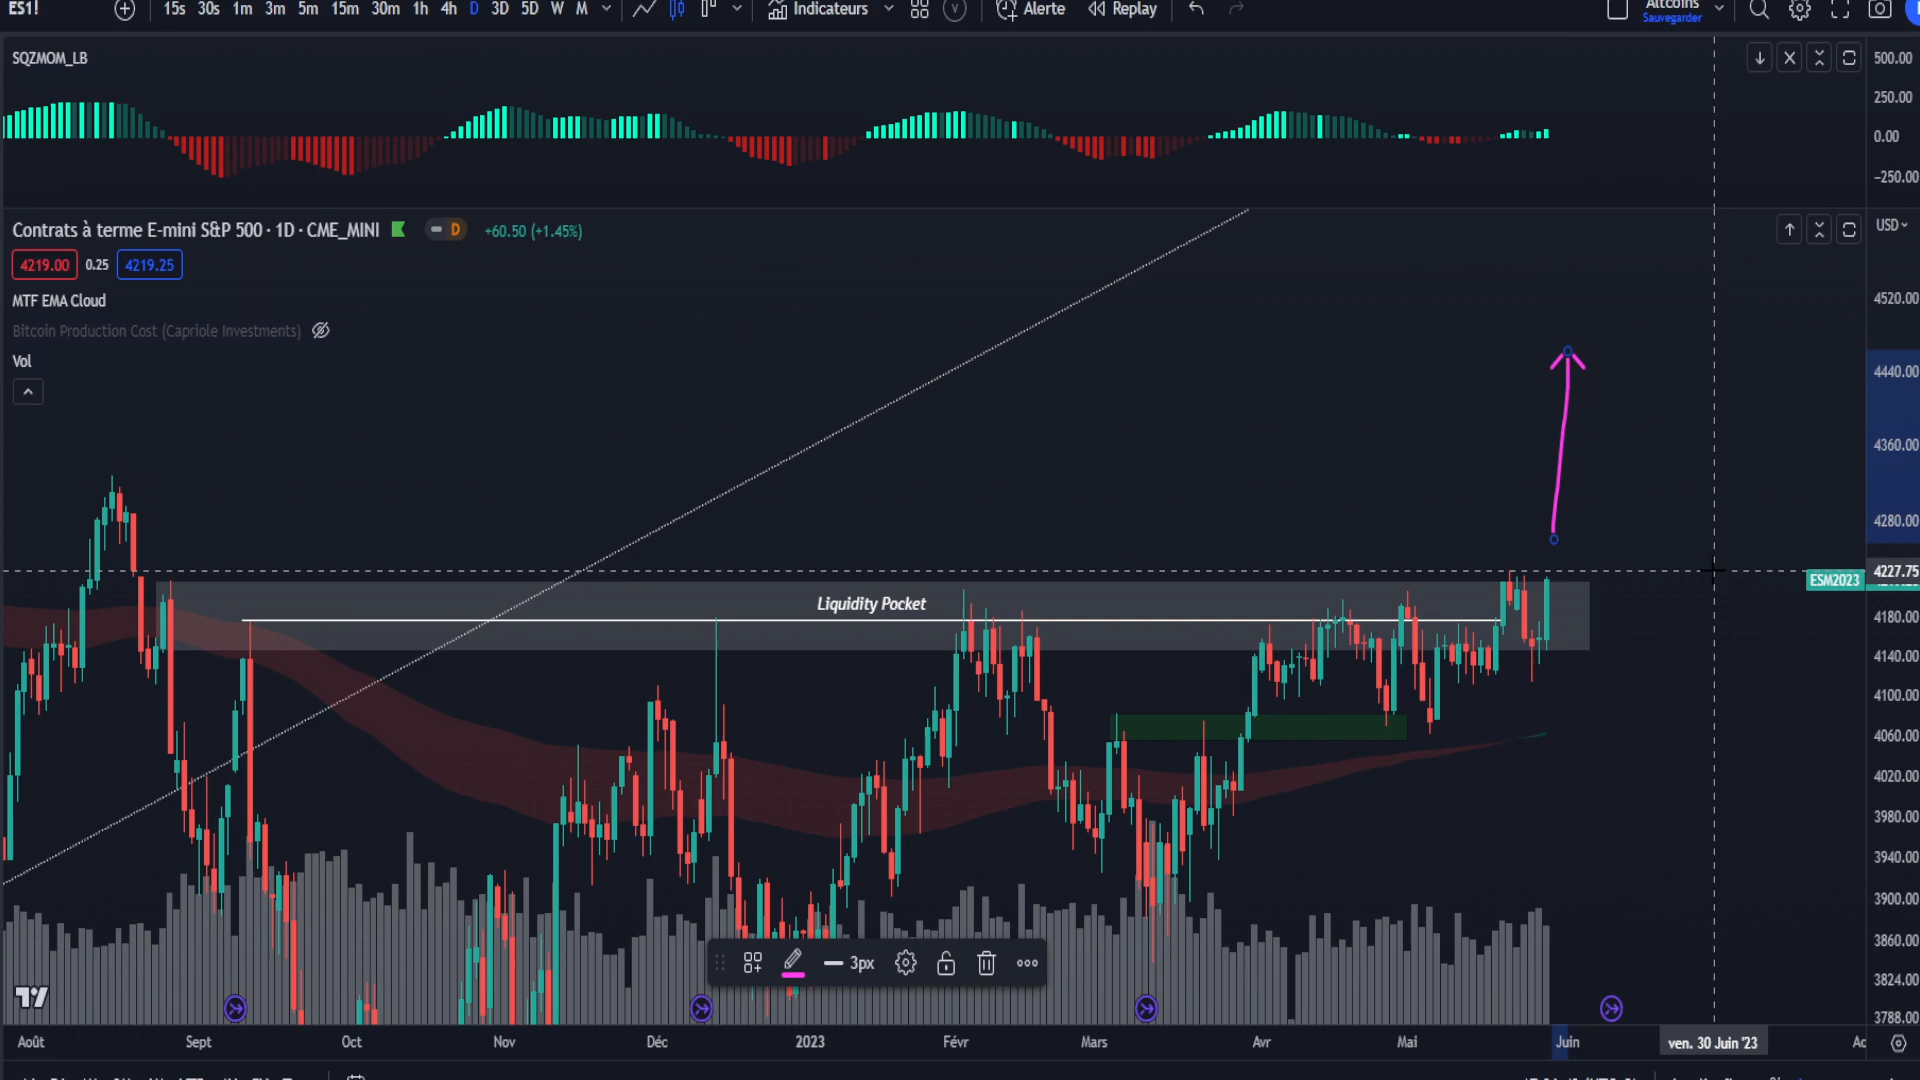 ES1! 15s 30s 1m 3m 5m 15m 30m 1h 4h D 3D 5D W M Indicateurs V Alerte Replay Altcoins
Sauvegarder
SQZMOM_LB
500.00
250.00
0.00
−250.00
Contrats à terme E-mini S&P 500 · 1D · CME_MINI D +60.50 (+1.45%)
USD
4219.00 0.25 4219.25
MTF EMA Cloud
4520.00
Bitcoin Production Cost (Capriole Investments)
Vol
4440.00
4360.00
4280.00
4227.75
ESM2023
Liquidity Pocket
4180.00
4140.00
4100.00
4060.00
4020.00
3980.00
3940.00
3900.00
3860.00
3px
3824.00
3788.00
Août Sept Oct Nov Déc 2023 Févr Mars Avr Mai Juin ven. 30 Juin '23